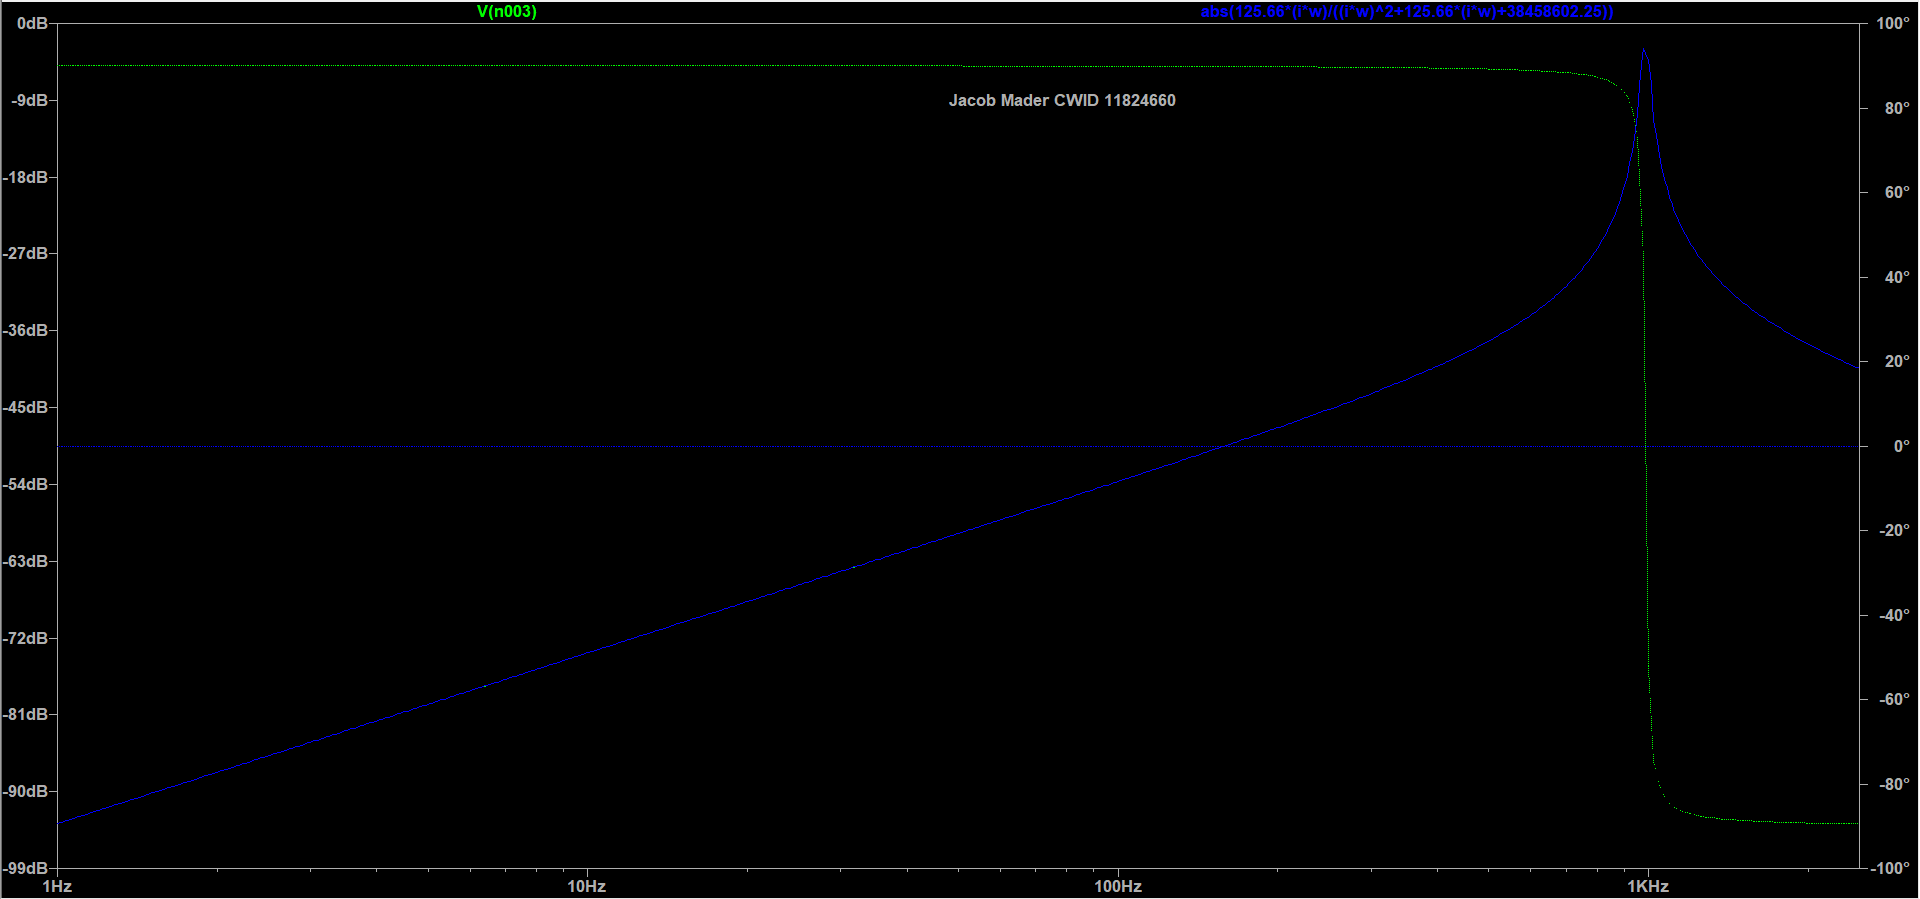 V(n003) abs(125.66*(i*w)/((i*w)^2+125.66*(i*w)+38458602.25))
0dB 100°
-9dB 80°
Jacob Mader CWID 11824660
-18dB 60°
-27dB 40°
-36dB 20°
-45dB 0°
-54dB -20°
-63dB -40°
-72dB -60°
-81dB -80°
-90dB -100°
-99dB
1Hz 10Hz 100Hz 1KHz